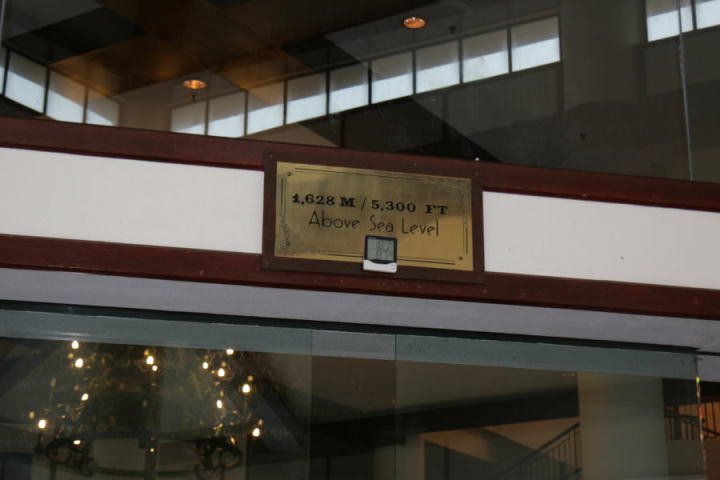 1,628 M / 5,300 FT
Above Sea Level